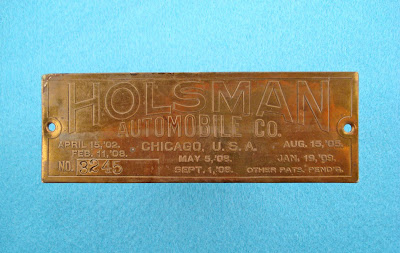 HOLSMAN
AUTOMOBILE CO.
APRIL 15,'02. CHICAGO, U.S.A. AUG. 15,'05.
FEB. 11,'08. MAY 5,'08. JAN. 19,'09.
NO. SEPT. 1,'08. OTHER PATS. PEND'G.